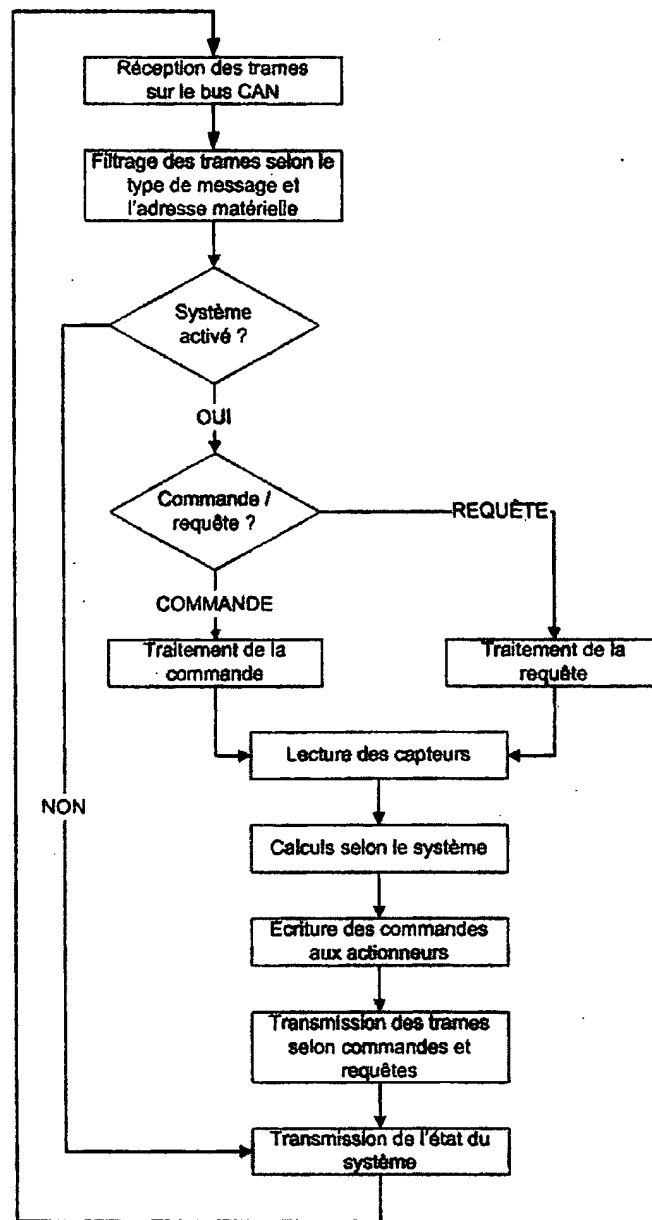 Réception des trames
sur le bus CAN
Filtrage des trames selon le
type de message et
l'adresse matérielle
Système
activé ?
OUI
Commande /
requête ?
REQUÊTE
COMMANDE
Traitement de la
commande
Traitement de la
requête
Lecture des capteurs
NON
Calculs selon le système
Écriture des commandes
aux actionneurs
Transmission des trames
selon commandes et
requêtes
Transmission de l'état du
système